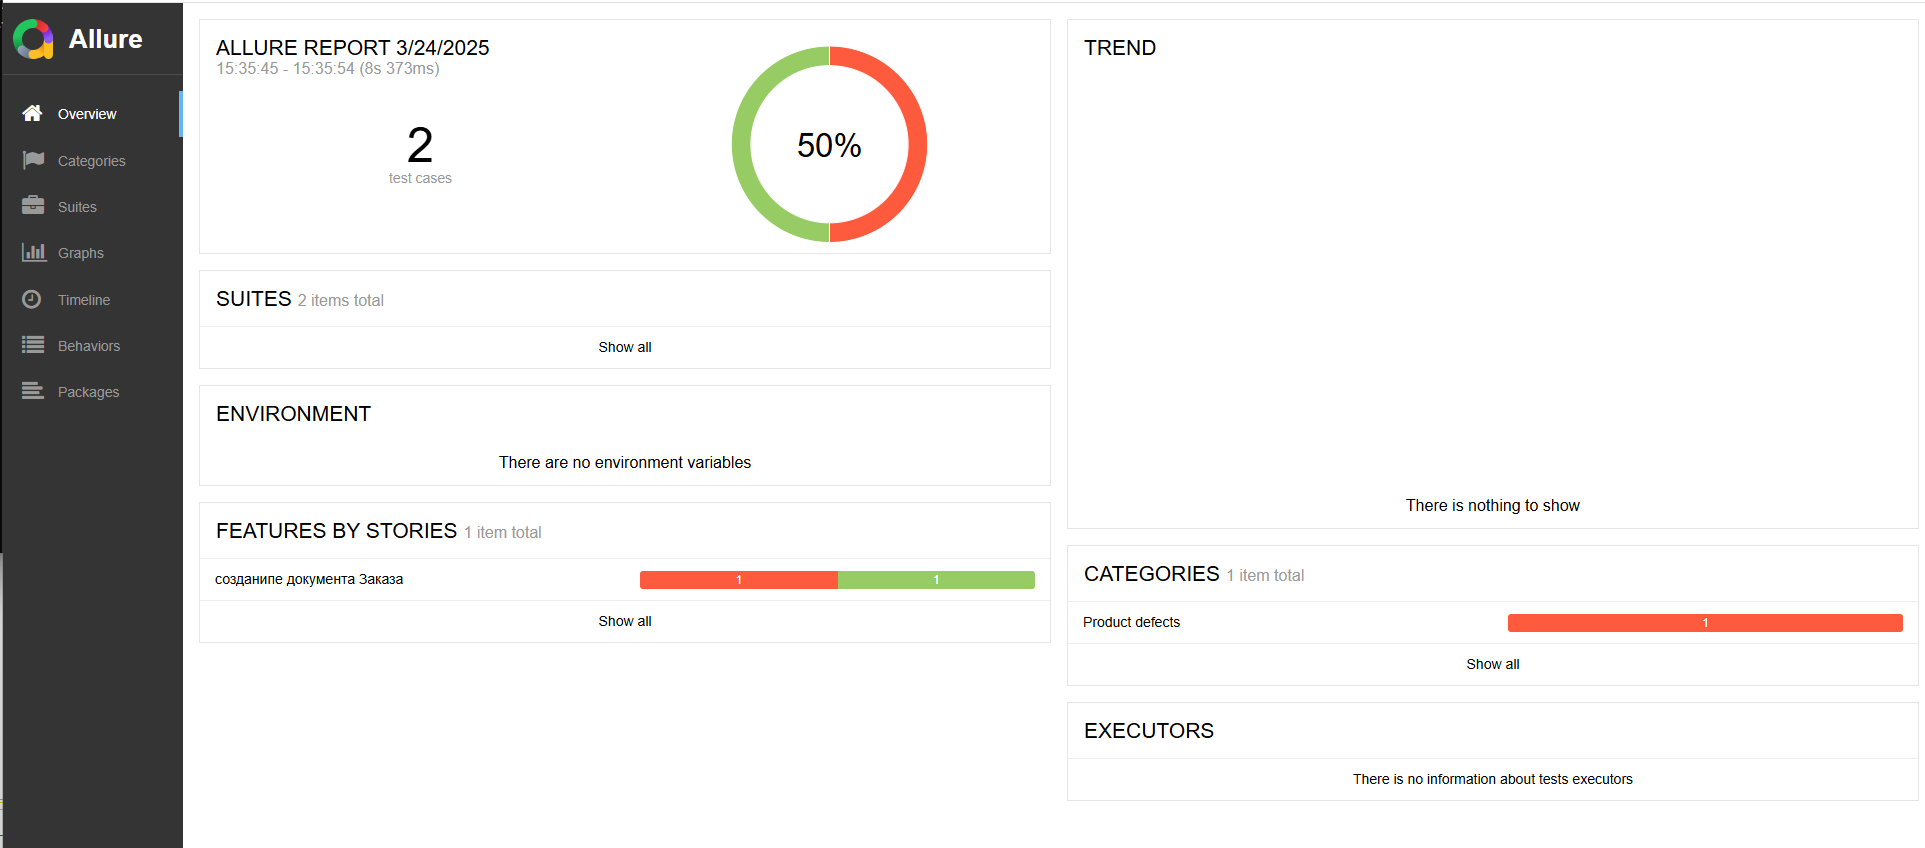 Allure
Overview
Categories
Suites
Graphs
Timeline
Behaviors
Packages
ALLURE REPORT 3/24/2025
15:35:45 - 15:35:54 (8s 373ms)
2
test cases
50%
SUITES 2 items total
Show all
ENVIRONMENT
There are no environment variables
FEATURES BY STORIES 1 item total
созданипе документа Заказа 1 1
Show all
TREND
There is nothing to show
CATEGORIES 1 item total
Product defects 1
Show all
EXECUTORS
There is no information about tests executors